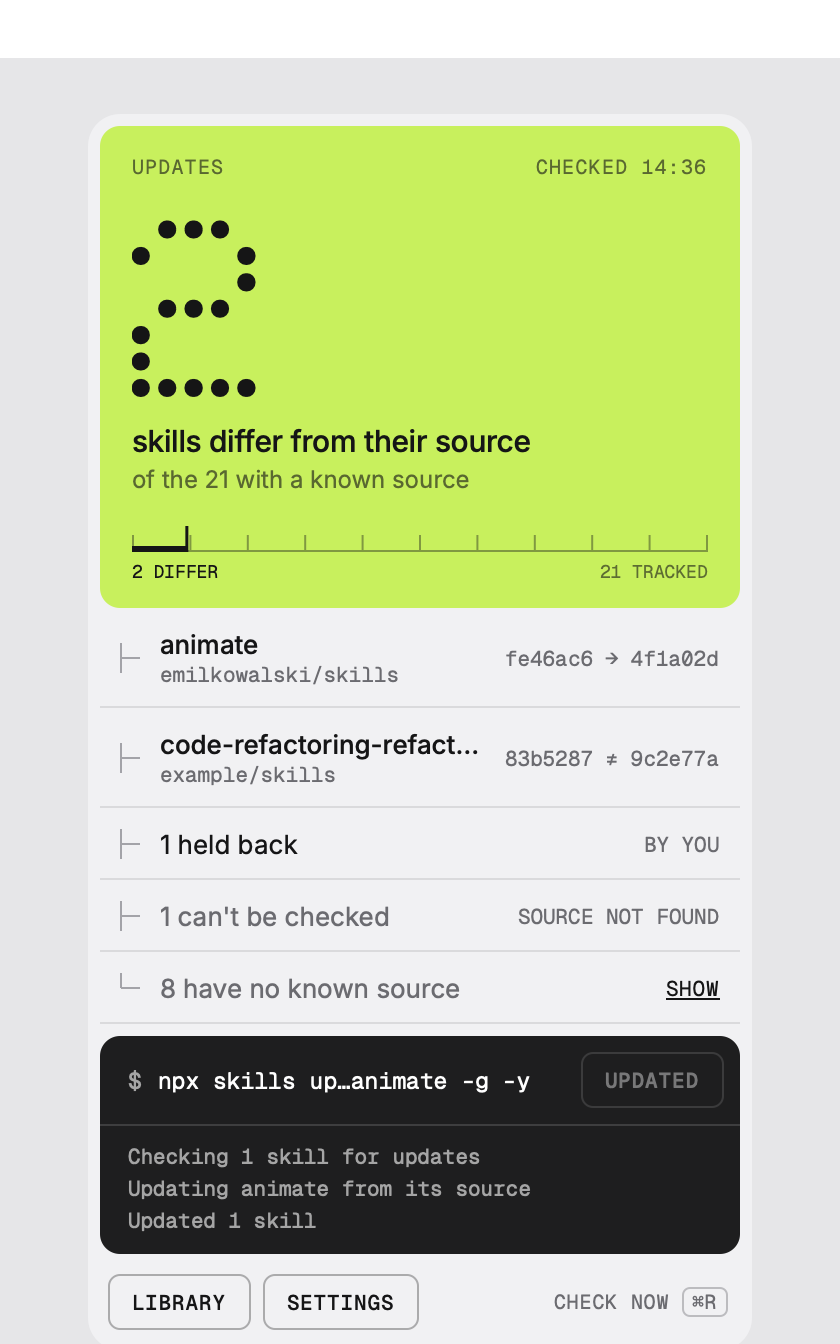 UPDATES CHECKED 14:36
2
skills differ from their source
of the 21 with a known source
2 DIFFER 21 TRACKED
animate
emilkowalski/skills fe46ac6 → 4f1a02d
code-refactoring-refact...
example/skills 83b5287 ≠ 9c2e77a
1 held back BY YOU
1 can't be checked SOURCE NOT FOUND
8 have no known source SHOW
$ npx skills up…animate -g -y UPDATED
Checking 1 skill for updates
Updating animate from its source
Updated 1 skill
LIBRARY SETTINGS CHECK NOW ⌘R